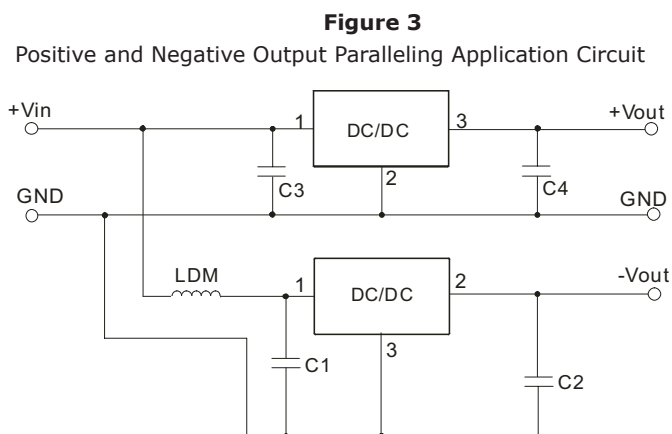 Figure 3
Positive and Negative Output Paralleling Application Circuit
+Vin
1
DC/DC
3
+Vout
C3
2
C4
GND
GND
LDM
1
DC/DC
2
-Vout
3
C1
C2